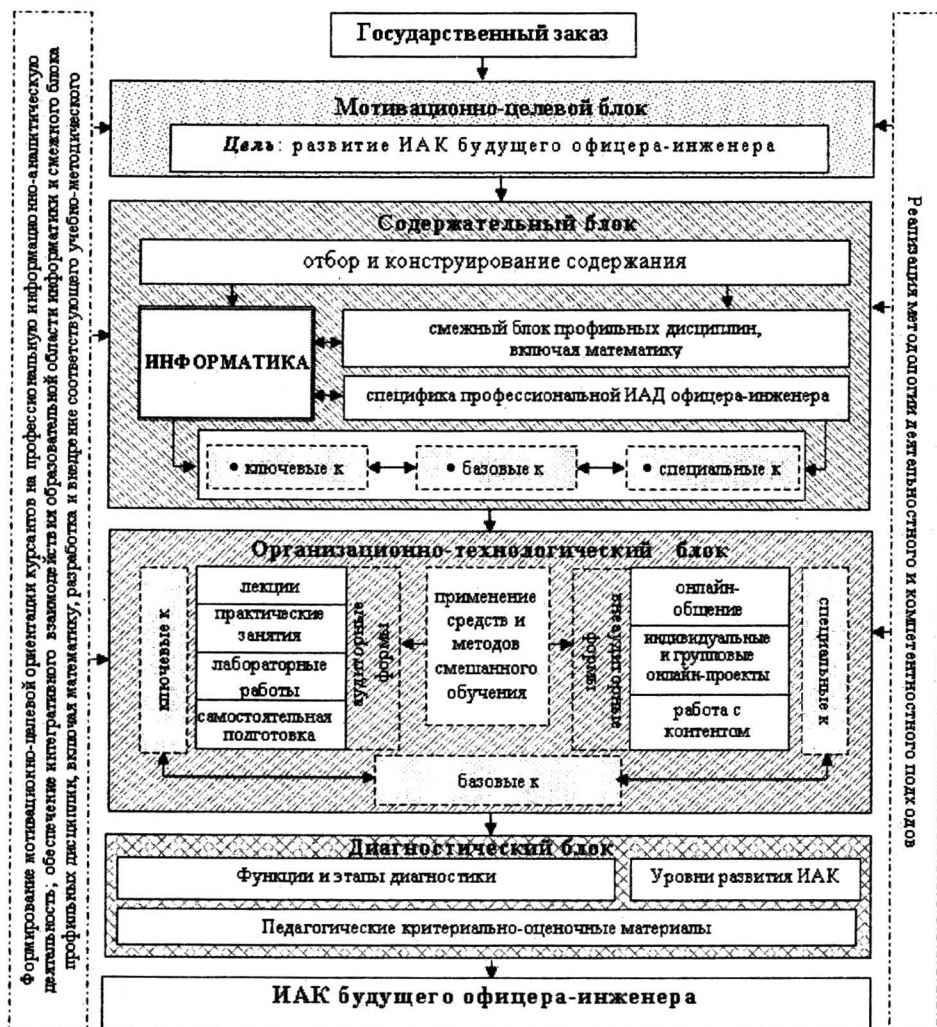 Государственный заказ
Мотивационно-целевой блок
Цель: развитие ИАК будущего офицера-инженера
Содержательный блок
отбор и конструирование содержания
ИНФОРМАТИКА
смежный блок профильных дисциплин,
включая математику
специфика профессиональной ИАД офицера-инженера
• ключевые к
• базовые к
• специальные к
Организационно-технологический блок
ключевые к
лекции
практические
занятия
лабораторные
работы
самостоятельная
подготовка
аудиторные
формы
применение
средств и
методов
смешанного
обучения
внеаудиторные
формы
онлайн-
общение
индивидуальные
и групповые
онлайн-проекты
работа с
контентом
специальные к
базовые к
Диагностический блок
Функции и этапы диагностики
Уровни развития ИАК
Педагогические критериально-оценочные материалы
ИАК будущего офицера-инженера
Формирование мотивационно-целевой ориентации курсантов на профессиональную информационно-аналитическую
деятельность; обеспечение интегративного взаимодействия образовательной области информатики и смежного блока
профильных дисциплин, включая математику; разработка и внедрение соответствующего учебно-методического
Реализация методологии деятельностного и компетентностного подходов